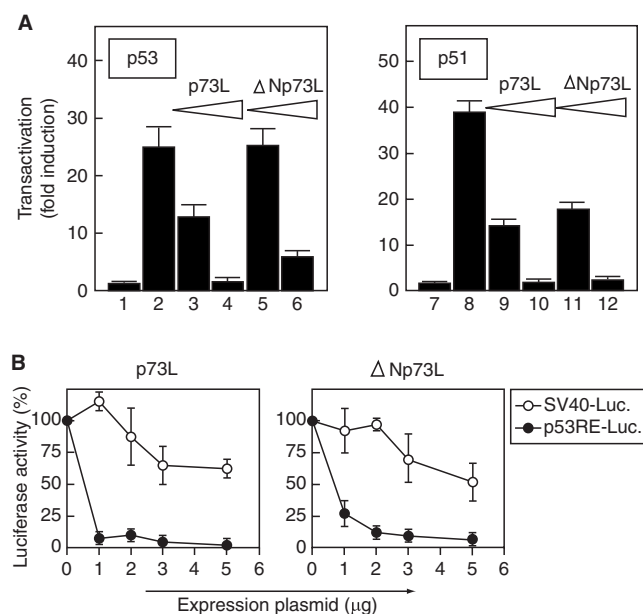 A
p53
p73L
Δ Np73L
Transactivation
(fold induction)
40
30
20
10
0
1 2 3 4 5 6
p51
p73L
ΔNp73L
50
40
30
20
10
0
7 8 9 10 11 12
B
p73L
Δ Np73L
Luciferase activity (%)
100
75
50
25
0
0 1 2 3 4 5 6
100
75
50
25
0
0 1 2 3 4 5 6
SV40-Luc.
p53RE-Luc.
Expression plasmid (μg)